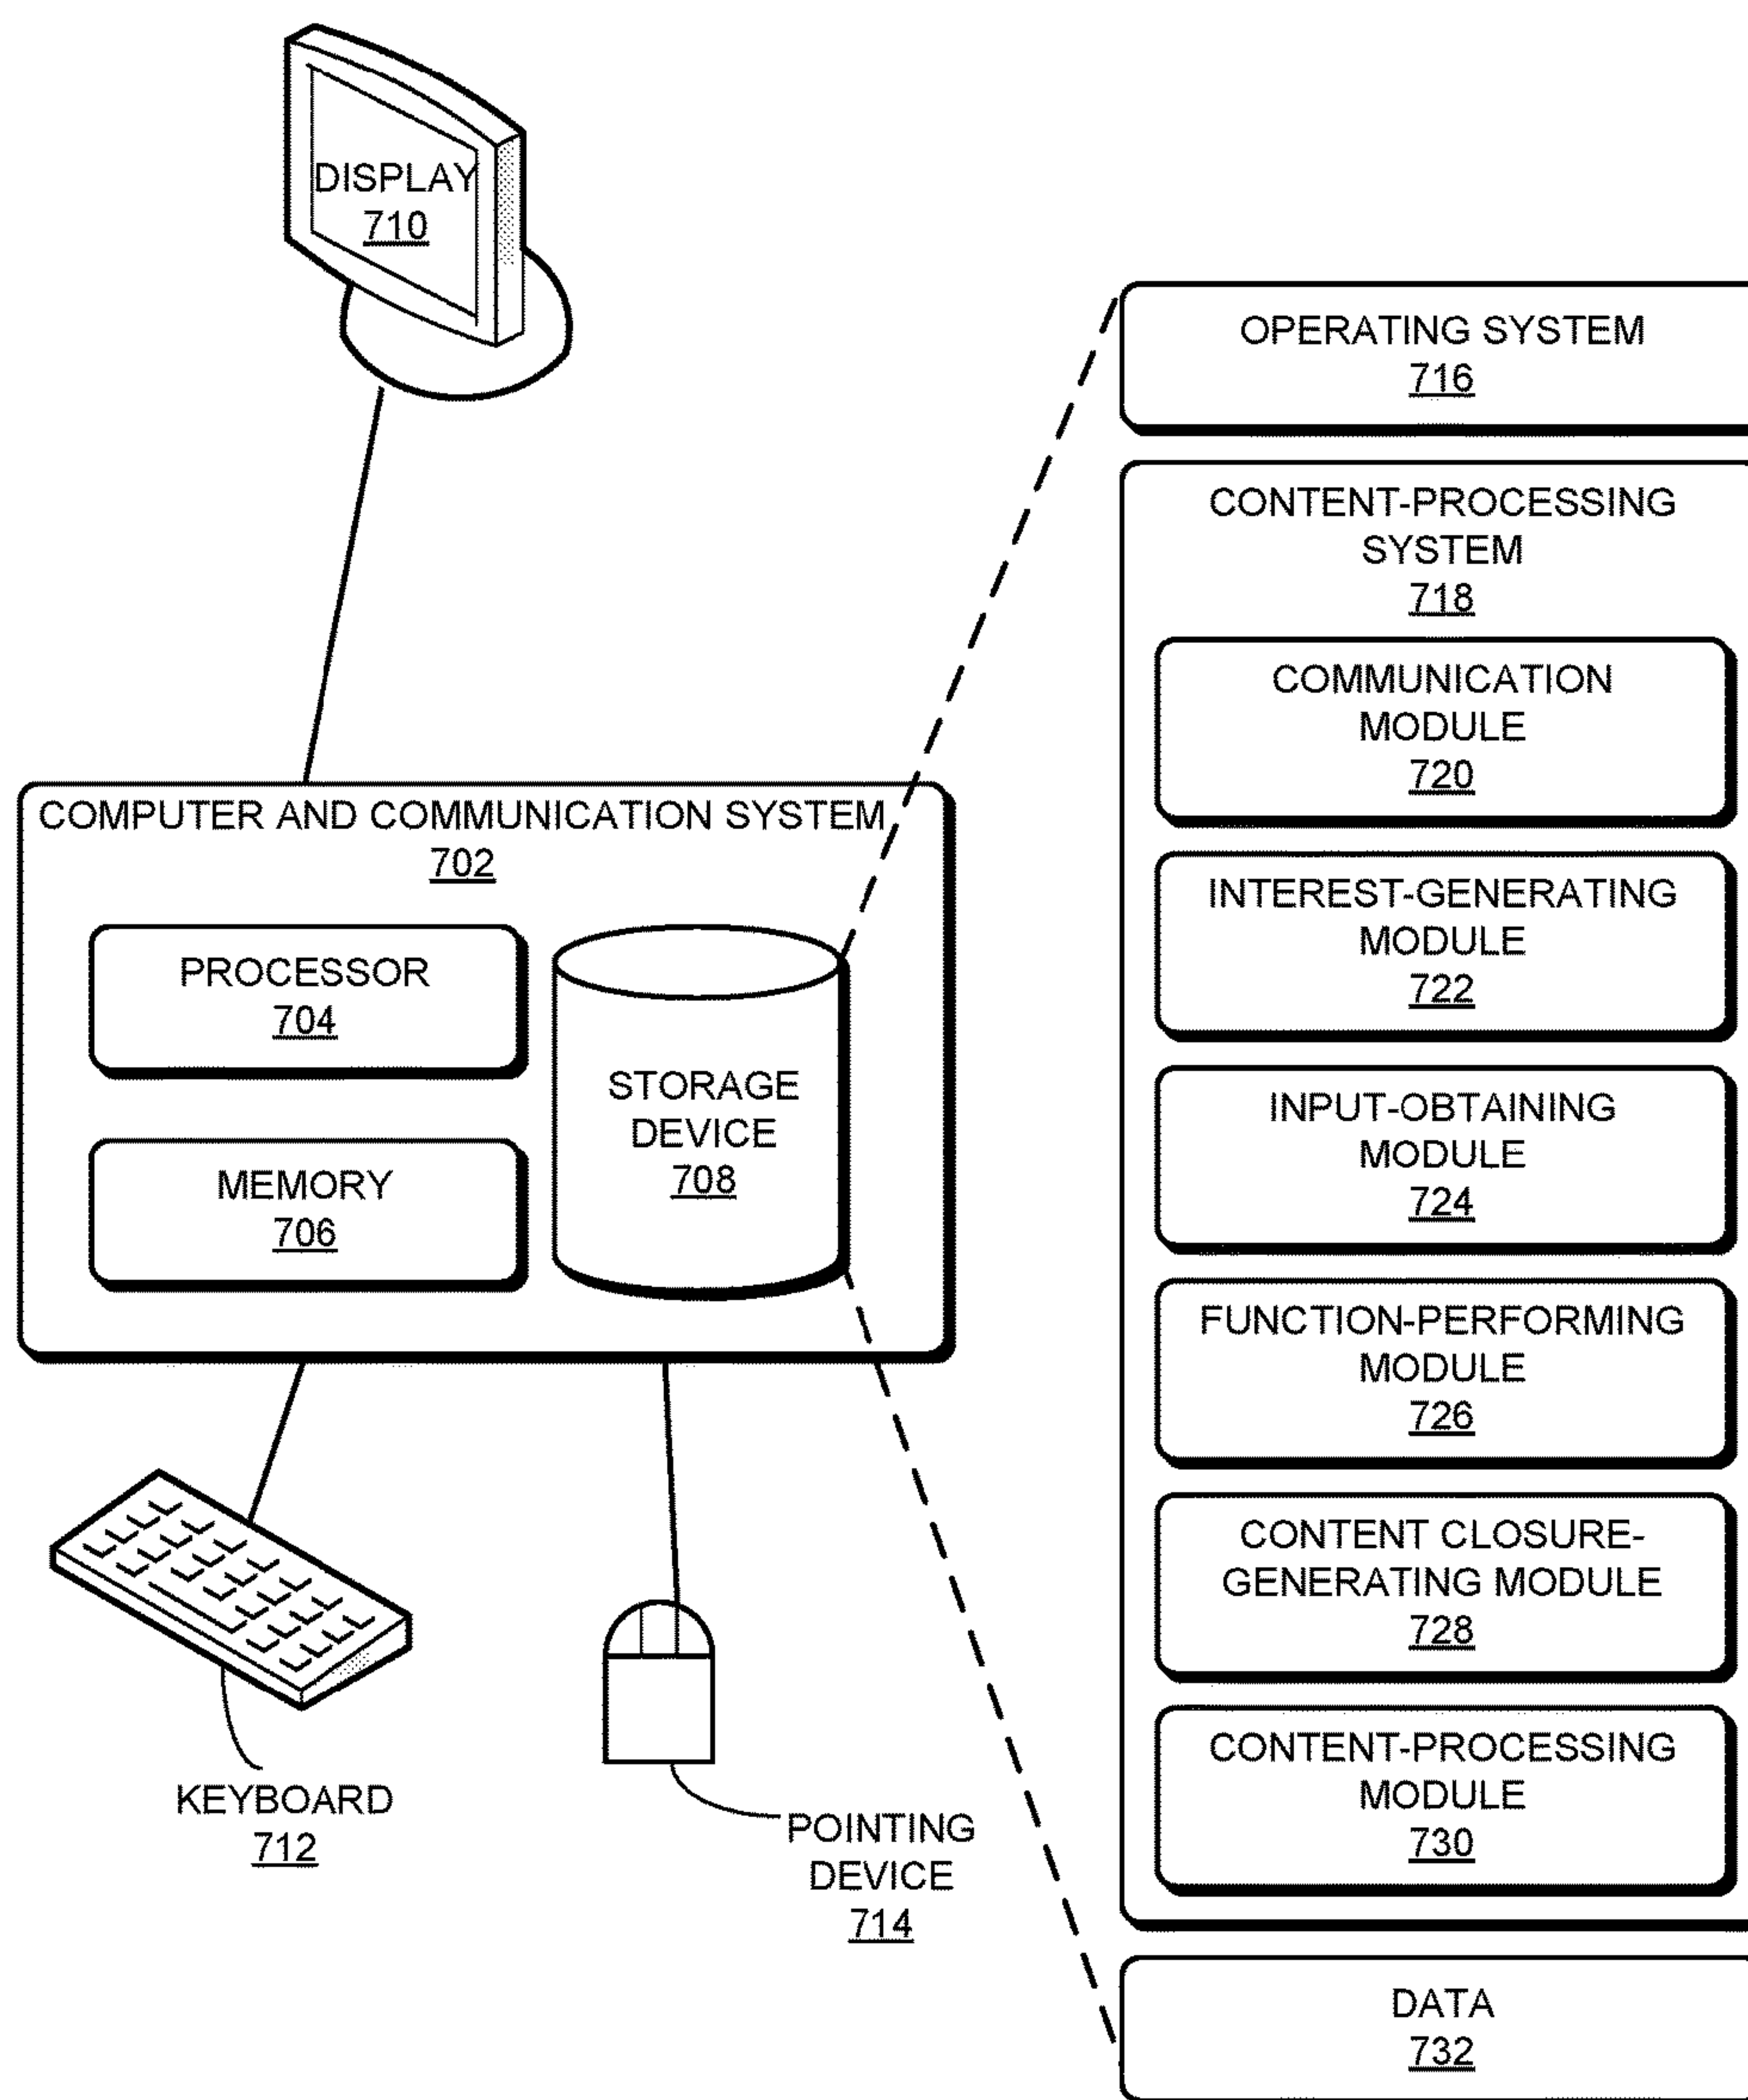 DISPLAY
710
COMPUTER AND COMMUNICATION SYSTEM
702
PROCESSOR
704
MEMORY
706
STORAGE
DEVICE
708
KEYBOARD
712
POINTING
DEVICE
714
OPERATING SYSTEM
716
CONTENT-PROCESSING
SYSTEM
718
COMMUNICATION
MODULE
720
INTEREST-GENERATING
MODULE
722
INPUT-OBTAINING
MODULE
724
FUNCTION-PERFORMING
MODULE
726
CONTENT CLOSURE-
GENERATING MODULE
728
CONTENT-PROCESSING
MODULE
730
DATA
732